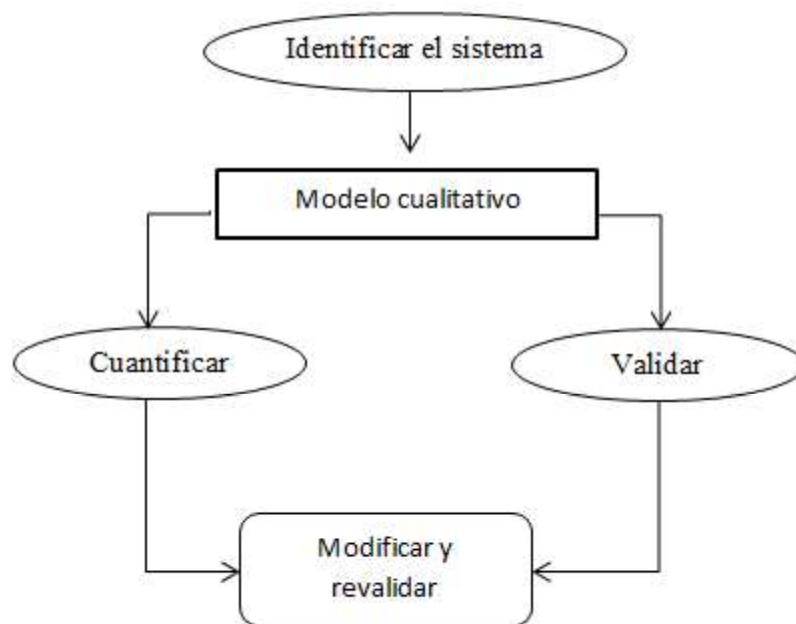 Identificar el sistema
Modelo cualitativo
Cuantificar
Validar
Modificar y
revalidar